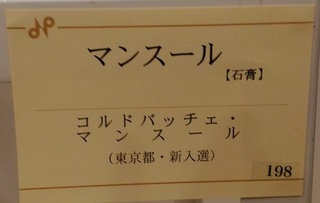 マンスール
【石膏】
コルドバッチェ・
マンスール
(東京都・新入選)
198